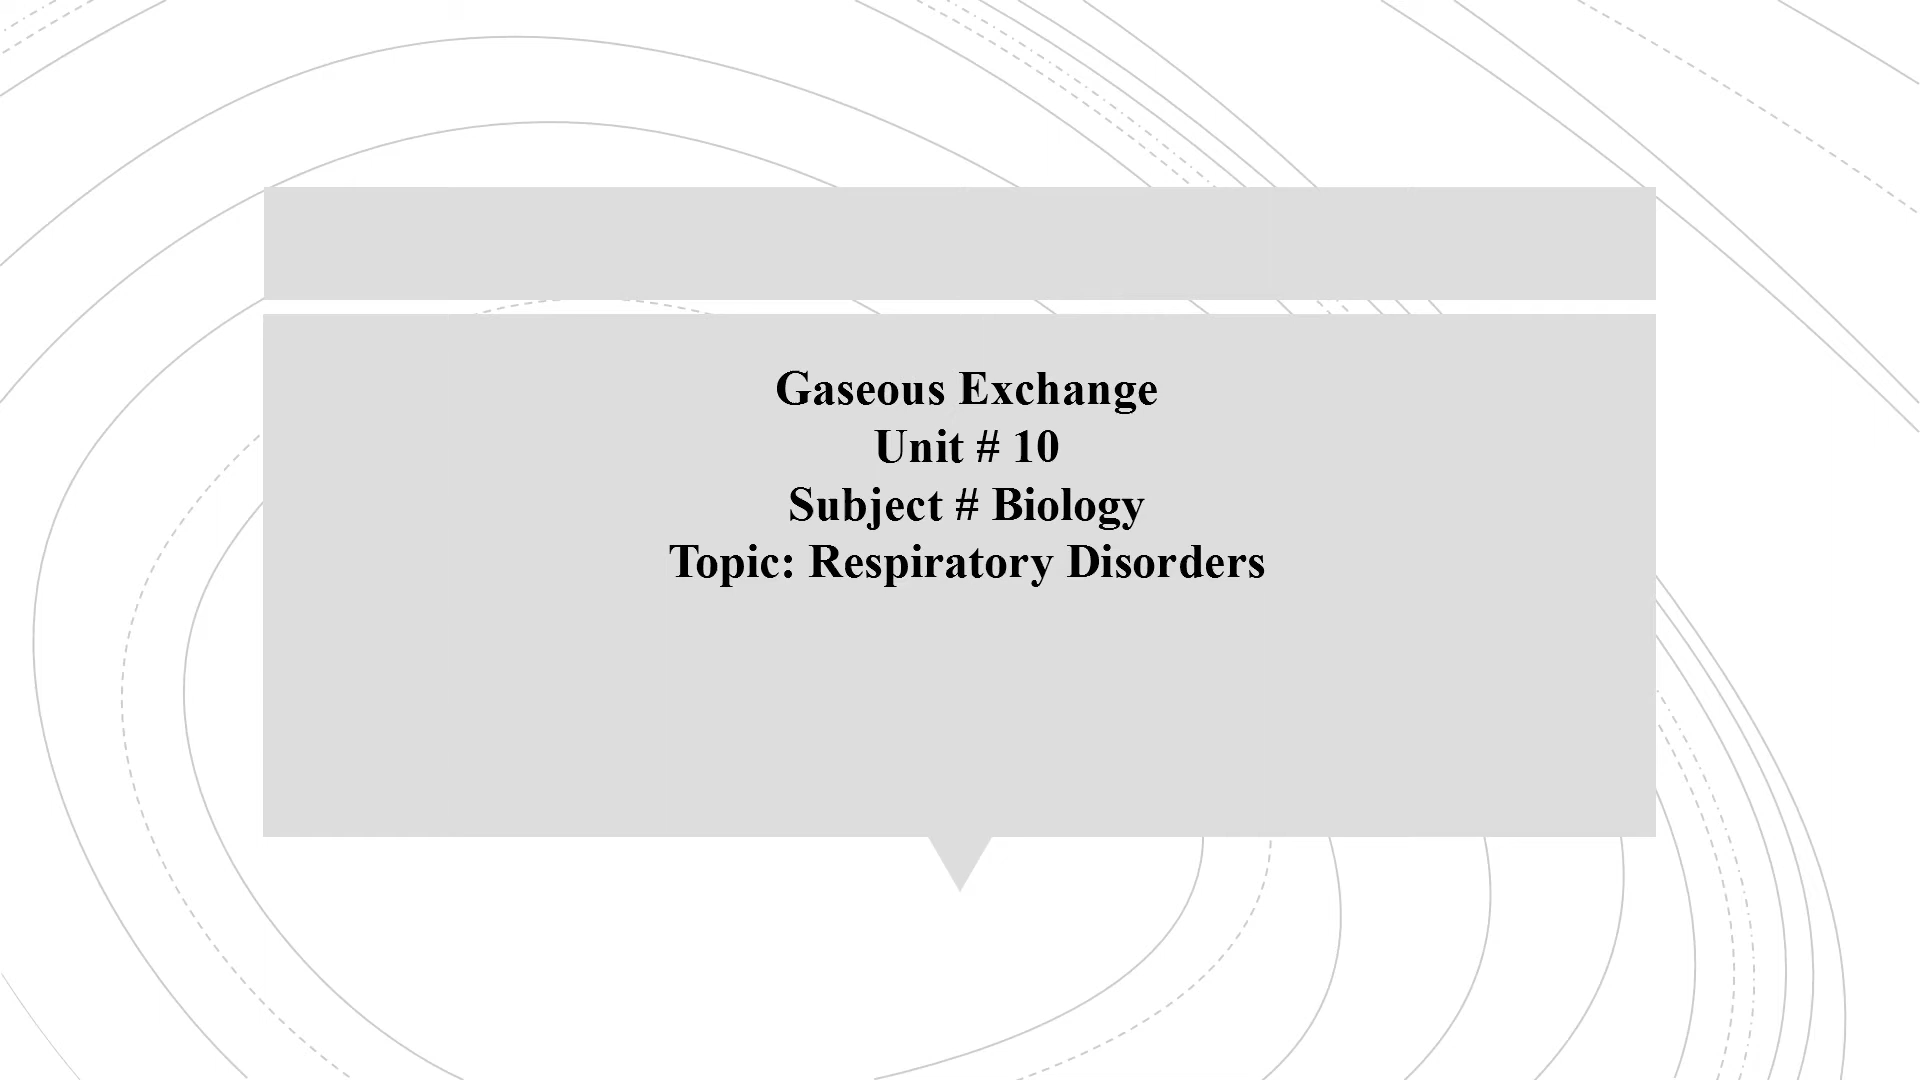 Gaseous Exchange
Unit # 10
Subject # Biology
Topic: Respiratory Disorders